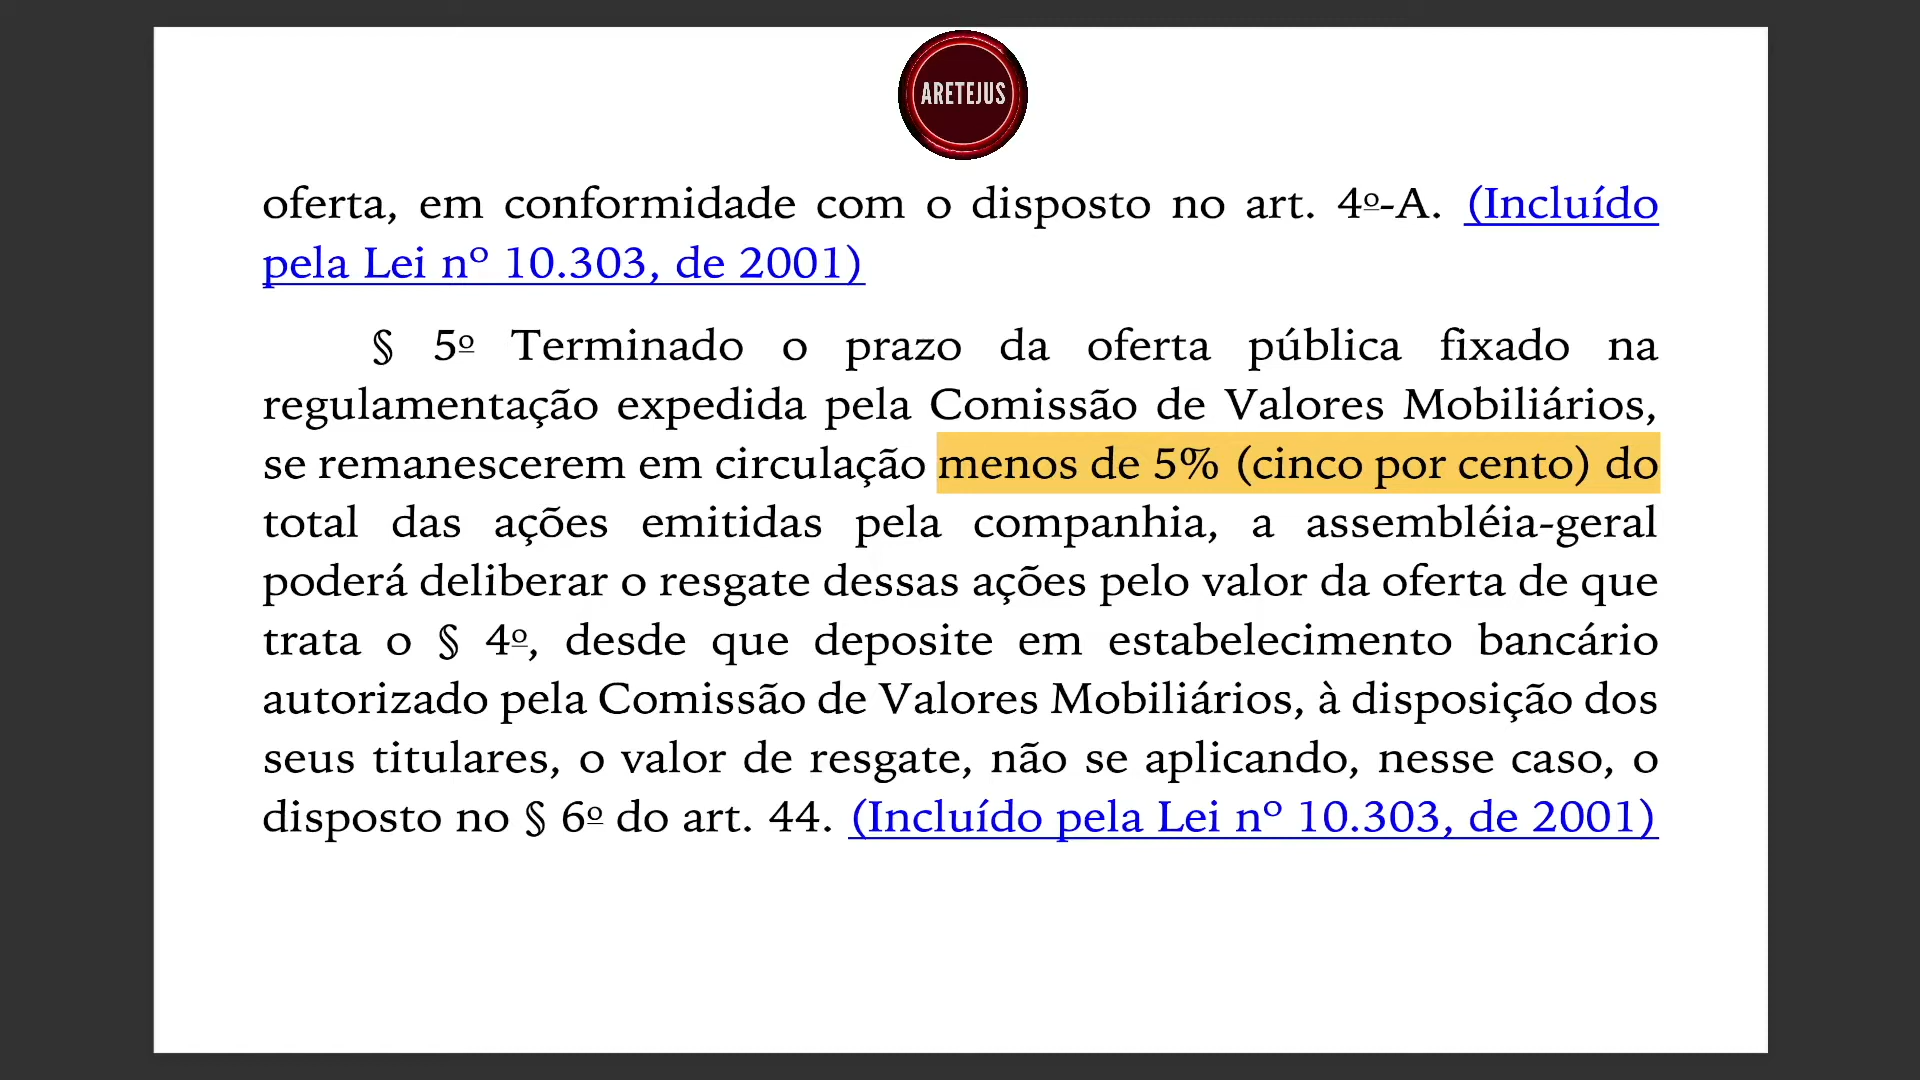 ARETEJUS
oferta, em conformidade com o disposto no art. 4º-A. (Incluído
pela Lei nº 10.303, de 2001)
§ 5º Terminado o prazo da oferta pública fixado na
regulamentação expedida pela Comissão de Valores Mobiliários,
se remanescerem em circulação menos de 5% (cinco por cento) do
total das ações emitidas pela companhia, a assembléia-geral
poderá deliberar o resgate dessas ações pelo valor da oferta de que
trata o § 4º, desde que deposite em estabelecimento bancário
autorizado pela Comissão de Valores Mobiliários, à disposição dos
seus titulares, o valor de resgate, não se aplicando, nesse caso, o
disposto no § 6º do art. 44. (Incluído pela Lei nº 10.303, de 2001)